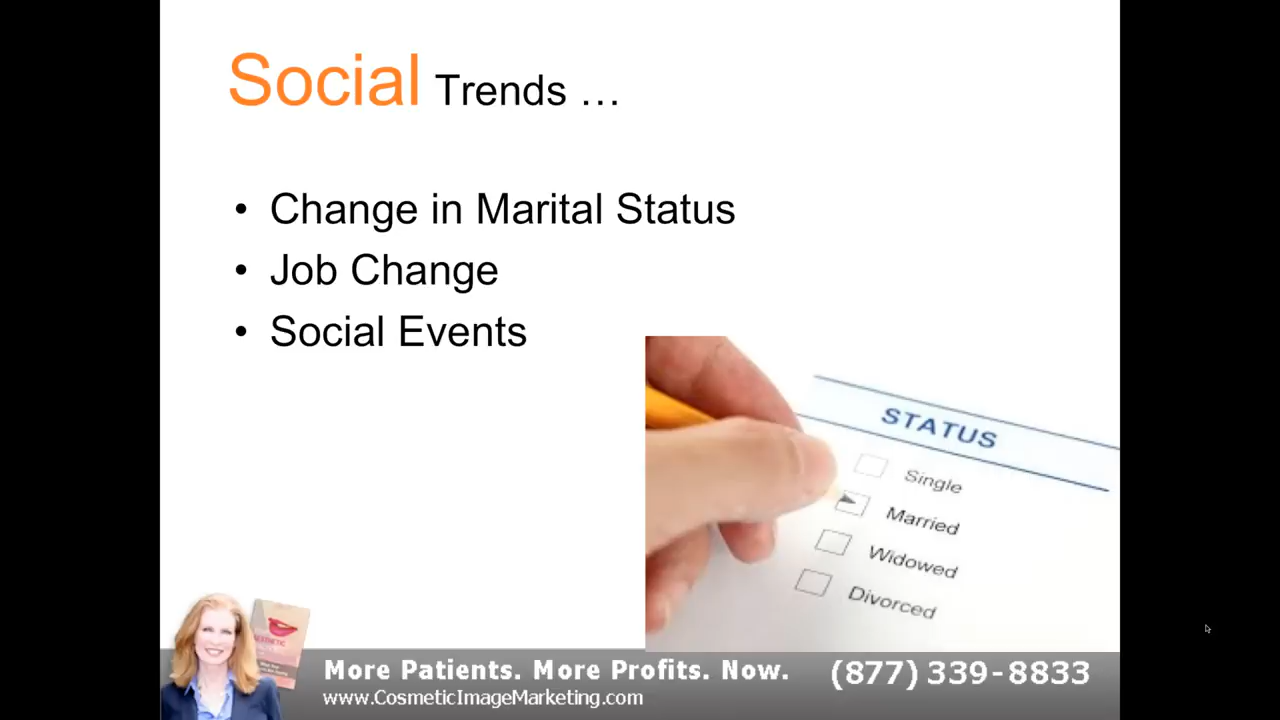 Social Trends …
• Change in Marital Status
• Job Change
• Social Events
STATUS
Single
Married
Widowed
Divorced
More Patients. More Profits. Now.
(877) 339-8833
www.CosmeticImageMarketing.com